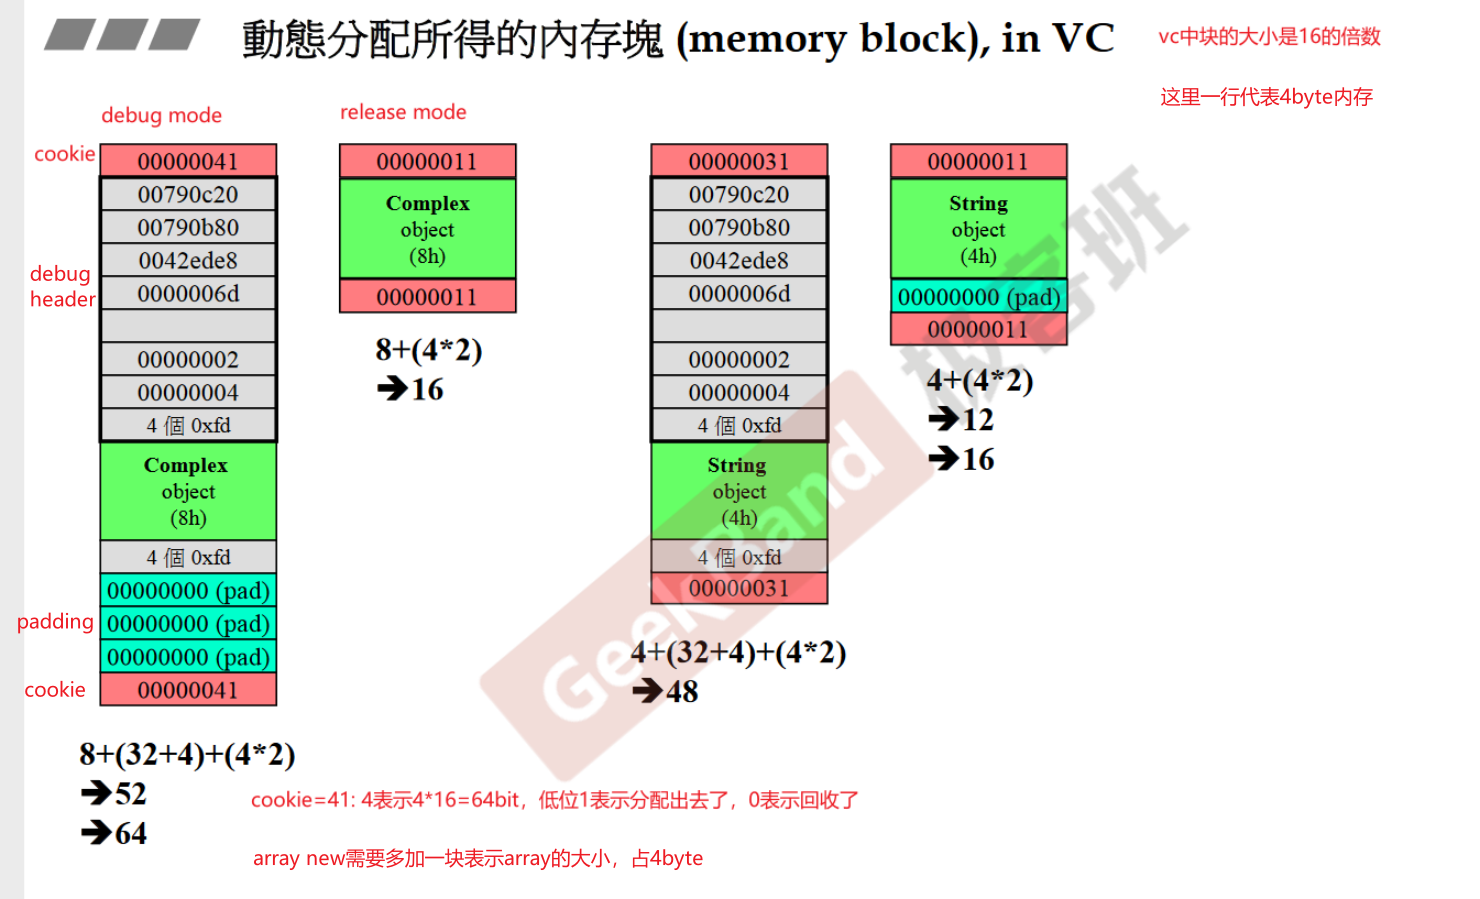 動態分配所得的內存塊 (memory block), in VC
vc中块的大小是16的倍数
这里一行代表4byte内存
debug mode
cookie
00000041
00790c20
00790b80
0042ede8
debug
header
0000006d
00000002
00000004
4 個 0xfd
Complex
object
(8h)
4 個 0xfd
00000000 (pad)
padding
00000000 (pad)
00000000 (pad)
cookie
00000041
8+(32+4)+(4*2)
➔52
➔64
release mode
00000011
Complex
object
(8h)
00000011
8+(4*2)
➔16
00000031
00790c20
00790b80
0042ede8
0000006d
00000002
00000004
4 個 0xfd
String
object
(4h)
4 個 0xfd
00000031
4+(32+4)+(4*2)
➔48
00000011
String
object
(4h)
00000000 (pad)
00000011
4+(4*2)
➔12
➔16
cookie=41: 4表示4*16=64bit，低位1表示分配出去了，0表示回收了
array new需要多加一块表示array的大小，占4byte
GeekBand
极客班